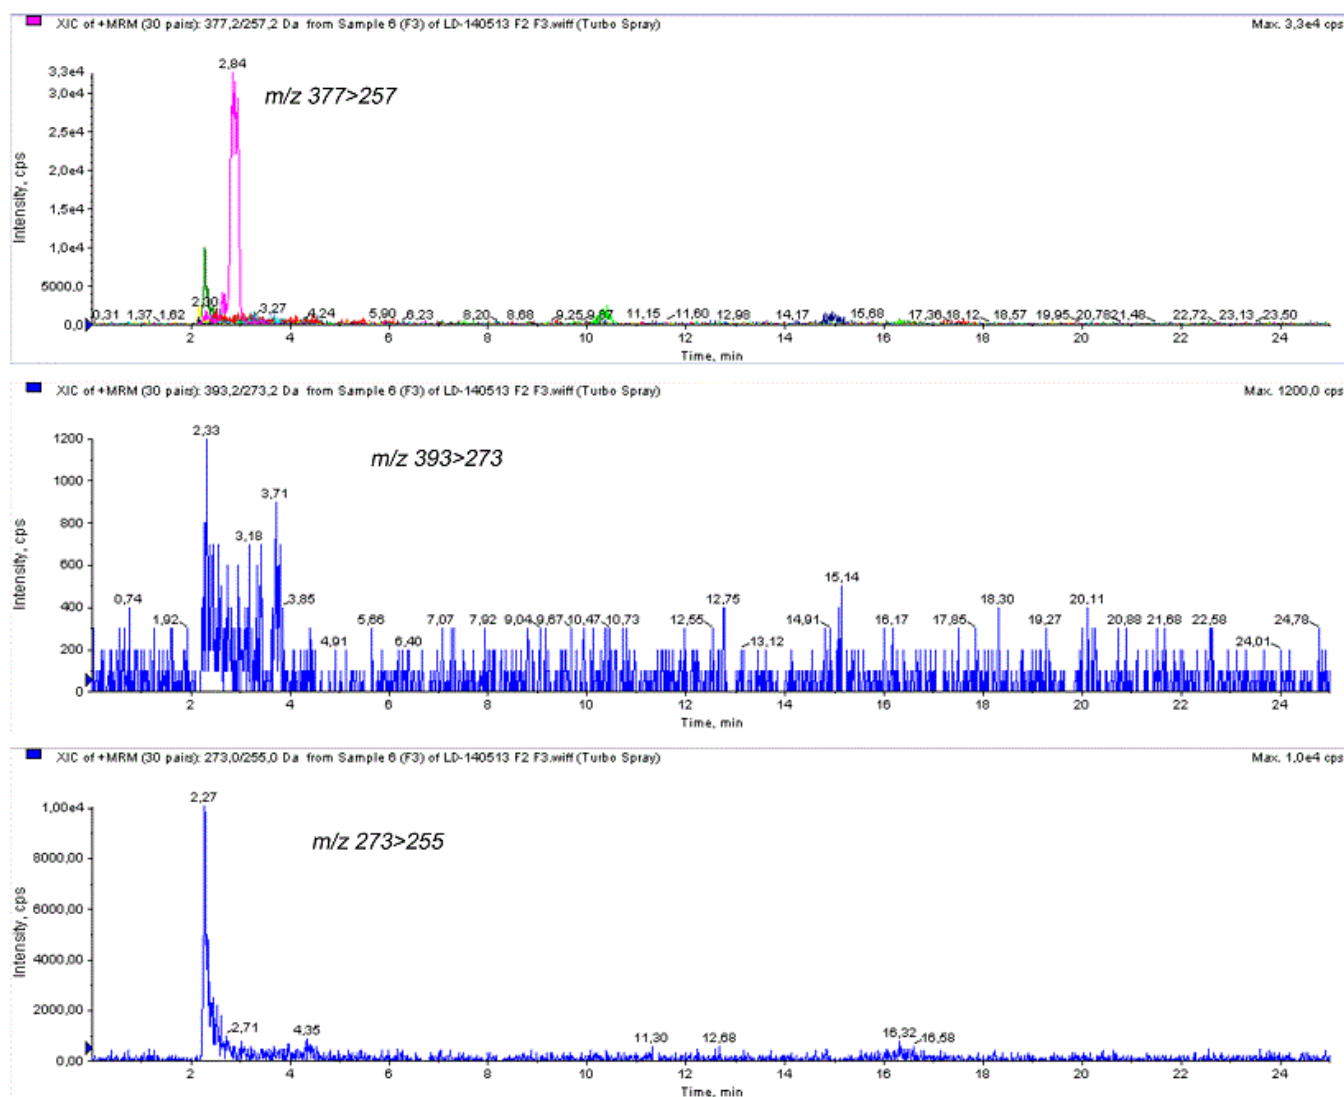 XIC of +MRM (30 pairs): 377,2/257,2 Da from Sample 6 (F3) of LD-140513 F2 F3.wiff (Turbo Spray) Max. 3,3e4 cps
m/z 377>257
Intensity, cps
3,3e4
3,0e4
2,5e4
2,0e4
1,5e4
1,0e4
5000,0
0,0
2,84
0,31 1,37 1,62 2,30 3,27 4,24 5,90 6,23 8,20 8,68 9,25 9,87 11,15 11,60 12,98 14,17 15,68 17,36 18,12 18,57 19,95 20,78 21,48 22,72 23,13 23,50
2 4 6 8 10 12 14 16 18 20 22 24
Time, min
XIC of +MRM (30 pairs): 393,2/273,2 Da from Sample 6 (F3) of LD-140513 F2 F3.wiff (Turbo Spray) Max. 1200,0 cps
m/z 393>273
Intensity, cps
1200
1000
800
600
400
200
0
2,33
3,71
3,18
0,74 1,92 3,85 4,91 5,66 6,40 7,07 7,92 9,04 9,67 10,47 10,73 12,55 12,75 13,12 14,91 15,14 16,17 17,85 18,30 19,27 20,11 20,88 21,68 22,58 24,01 24,78
2 4 6 8 10 12 14 16 18 20 22 24
Time, min
XIC of +MRM (30 pairs): 273,0/255,0 Da from Sample 6 (F3) of LD-140513 F2 F3.wiff (Turbo Spray) Max. 1,0e4 cps
m/z 273>255
Intensity, cps
1,00e4
8000,00
6000,00
4000,00
2000,00
0,00
2,27
2,71 4,35 11,30 12,68 16,32 16,58
2 4 6 8 10 12 14 16 18 20 22 24
Time, min